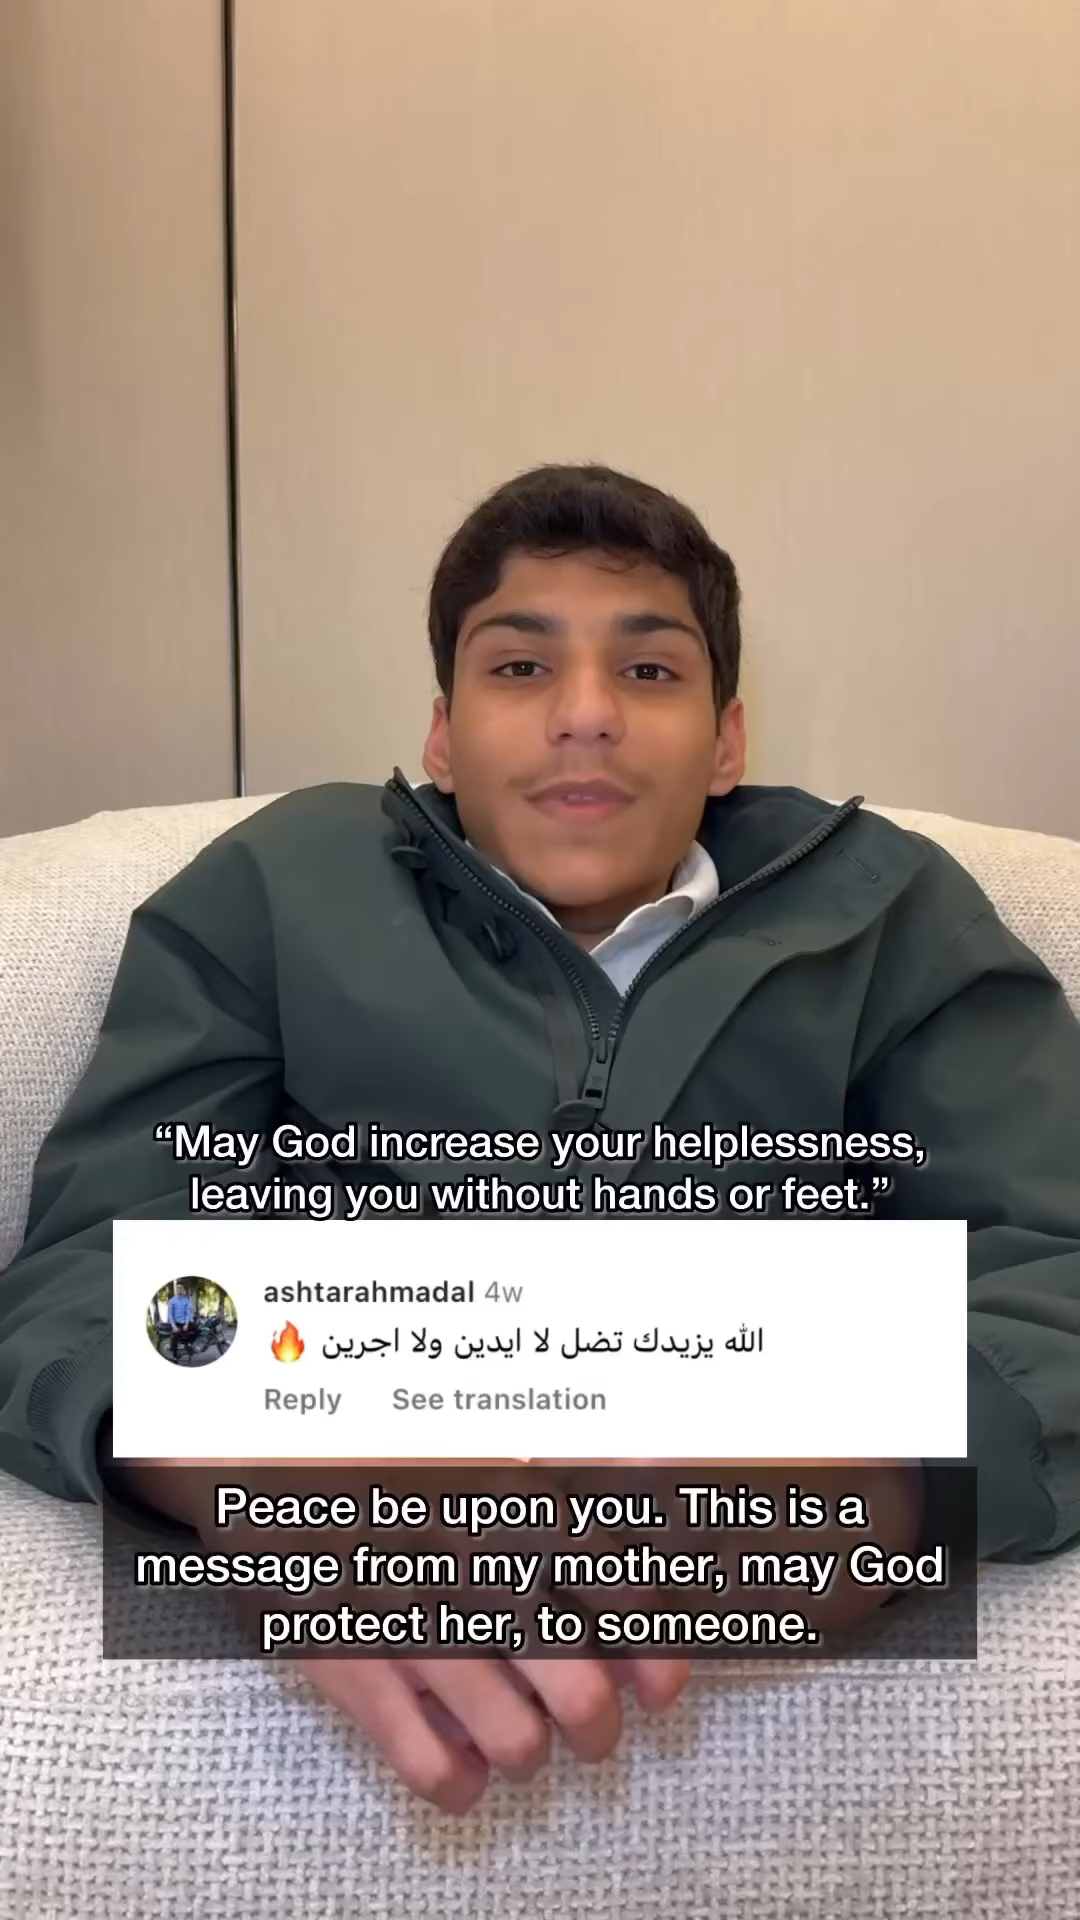 “May God increase your helplessness,
leaving you without hands or feet.”
ashtarahmadal 4w
الله يزيدك تضل لا ايدين ولا اجرين 🔥
Reply See translation
Peace be upon you. This is a
message from my mother, may God
protect her, to someone.